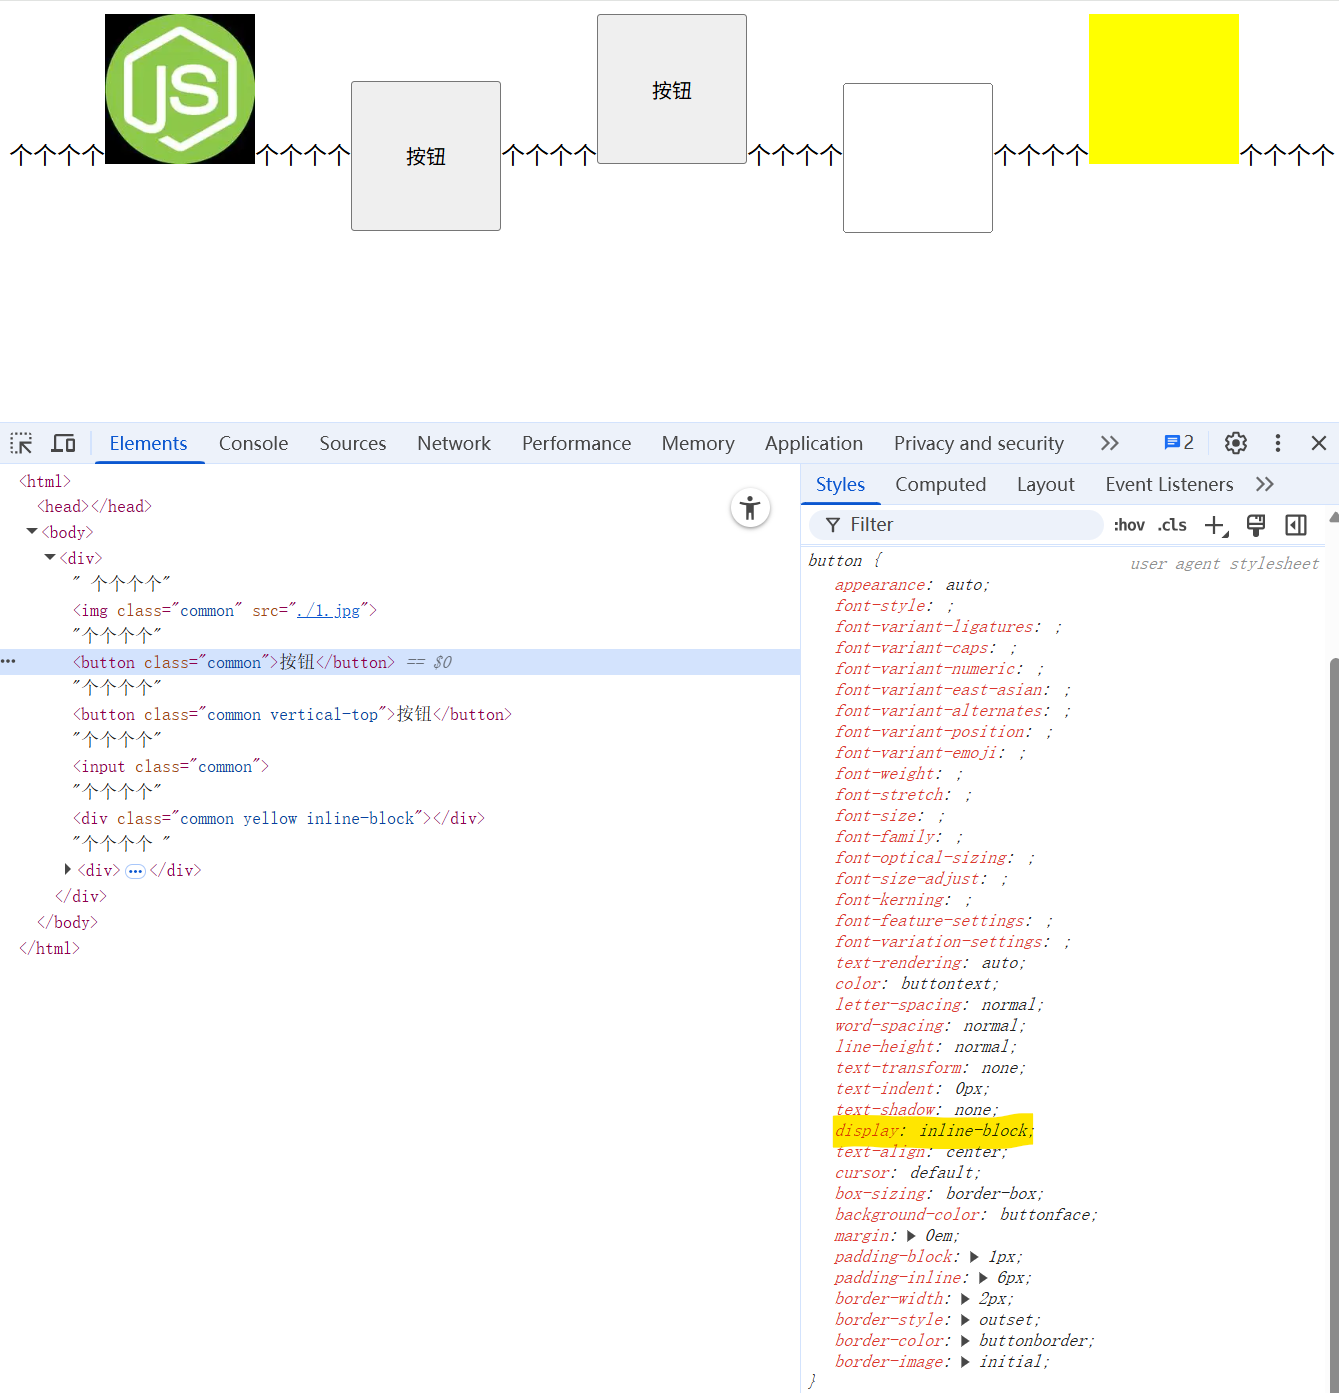 JS
个个个个 个个个个 按钮 个个个个 按钮 个个个个 个个个个 个个个个
Elements Console Sources Network Performance Memory Application Privacy and security 2
<html>
<head></head>
<body>
<div>
" 个个个个"
<img class="common" src="./1.jpg">
"个个个个"
<button class="common">按钮</button> == $0
"个个个个"
<button class="common vertical-top">按钮</button>
"个个个个"
<input class="common">
"个个个个"
<div class="common yellow inline-block"></div>
"个个个个 "
<div>…</div>
</div>
</body>
</html>
Styles Computed Layout Event Listeners
Filter :hov .cls
button { user agent stylesheet
appearance: auto;
font-style: ;
font-variant-ligatures: ;
font-variant-caps: ;
font-variant-numeric: ;
font-variant-east-asian: ;
font-variant-alternates: ;
font-variant-position: ;
font-variant-emoji: ;
font-weight: ;
font-stretch: ;
font-size: ;
font-family: ;
font-optical-sizing: ;
font-size-adjust: ;
font-kerning: ;
font-feature-settings: ;
font-variation-settings: ;
text-rendering: auto;
color: buttontext;
letter-spacing: normal;
word-spacing: normal;
line-height: normal;
text-transform: none;
text-indent: 0px;
text-shadow: none;
display: inline-block;
text-align: center;
cursor: default;
box-sizing: border-box;
background-color: buttonface;
margin: 0em;
padding-block: 1px;
padding-inline: 6px;
border-width: 2px;
border-style: outset;
border-color: buttonborder;
border-image: initial;
}